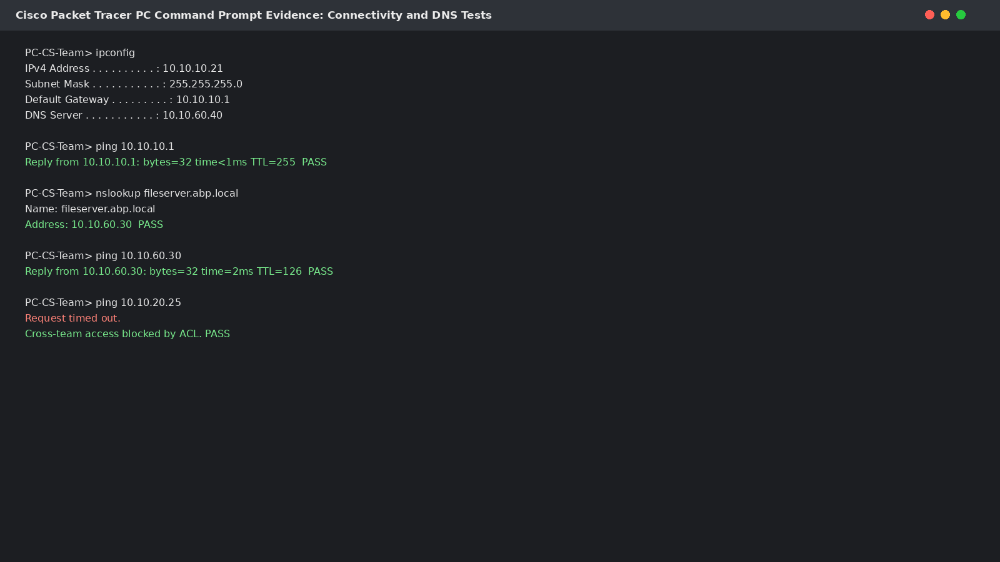 Cisco Packet Tracer PC Command Prompt Evidence: Connectivity and DNS Tests
PC-CS-Team> ipconfig
IPv4 Address . . . . . . . . . . : 10.10.10.21
Subnet Mask . . . . . . . . . . . : 255.255.255.0
Default Gateway . . . . . . . . . : 10.10.10.1
DNS Server . . . . . . . . . . . : 10.10.60.40
PC-CS-Team> ping 10.10.10.1
Reply from 10.10.10.1: bytes=32 time<1ms TTL=255  PASS
PC-CS-Team> nslookup fileserver.abp.local
Name: fileserver.abp.local
Address: 10.10.60.30  PASS
PC-CS-Team> ping 10.10.60.30
Reply from 10.10.60.30: bytes=32 time=2ms TTL=126  PASS
PC-CS-Team> ping 10.10.20.25
Request timed out.
Cross-team access blocked by ACL. PASS